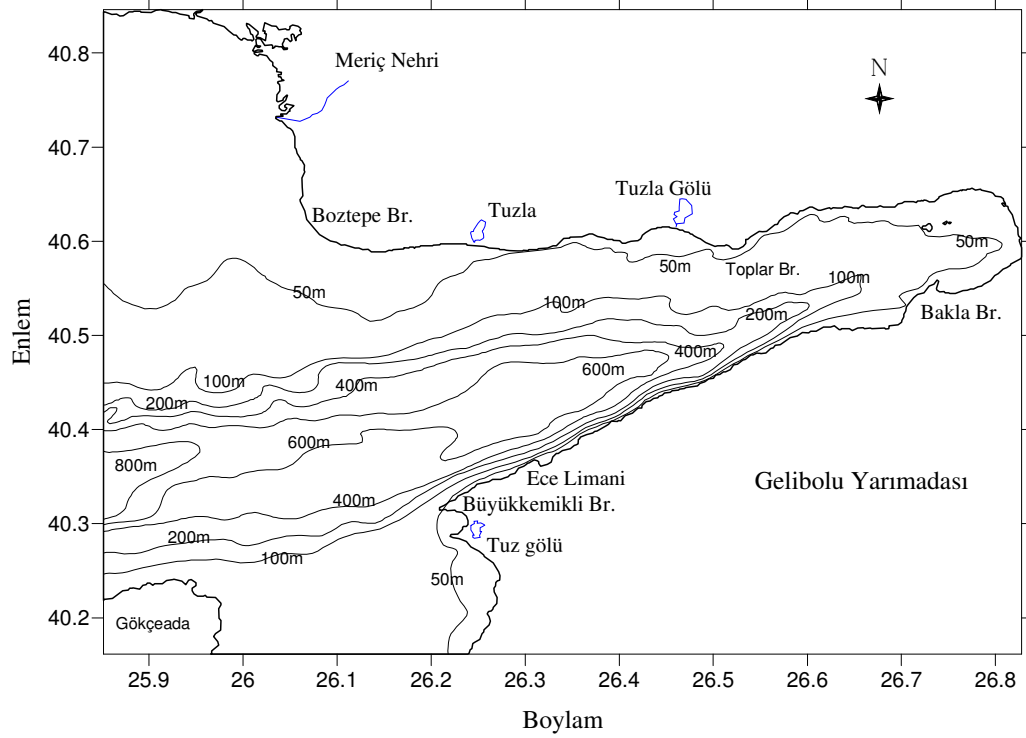 40.8
Meriç Nehri
N
40.7
Tuzla Gölü
Tuzla
Boztepe Br.
40.6
50m
50m
Toplar Br.
50m
100m
100m
200m
Bakla Br.
Enlem
40.5
400m
600m
100m
400m
200m
40.4
600m
800m
Ece Limani
Gelibolu Yarımadası
400m
Büyükkemikli Br.
40.3
200m
Tuz gölü
100m
50m
40.2
Gökçeada
25.9 26 26.1 26.2 26.3 26.4 26.5 26.6 26.7 26.8
Boylam